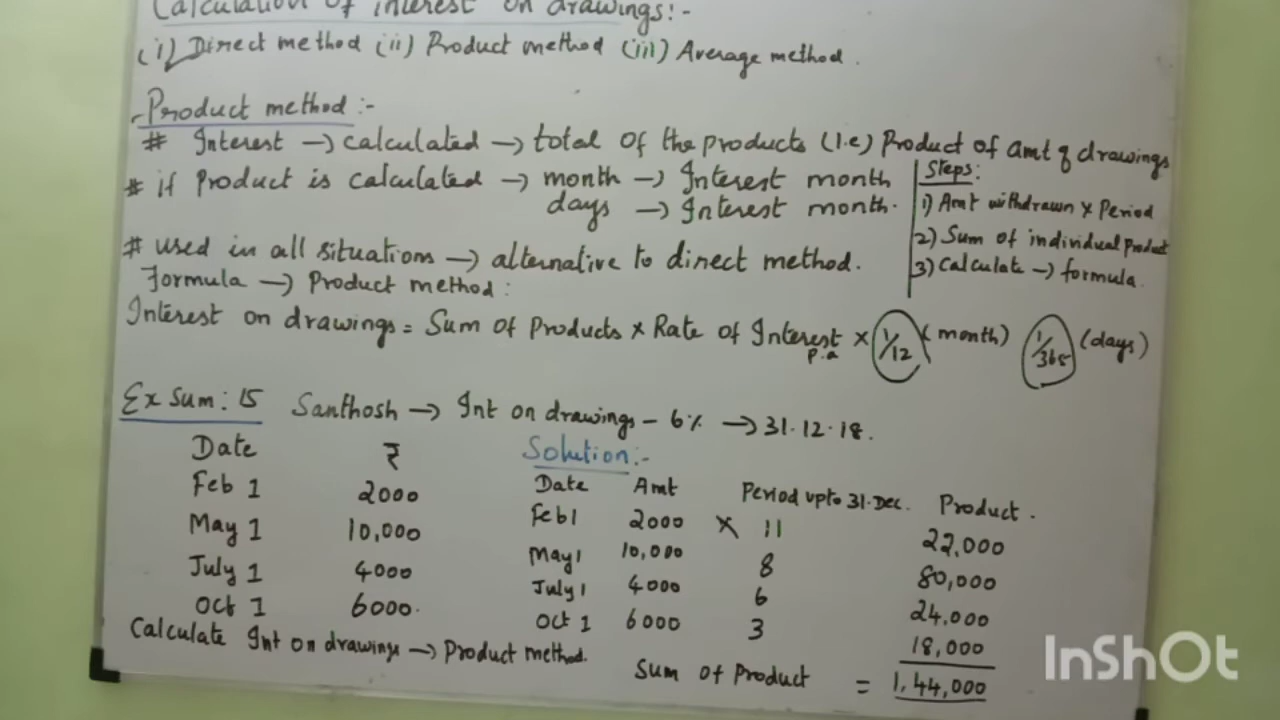 Calculation of interest on drawings:-
(i) Direct method (ii) Product method (iii) Average method.
Product method :-
# Interest → calculated → total of the products (I.e) Product of amt of drawings
# if Product is calculated → month → Interest month
days → Interest month.
# used in all situations → alternative to direct method.
Steps:
1) Amt withdrawn x Period
2) Sum of individual product
3) Calculate → formula.
Formula → Product method:
Interest on drawings = Sum of Products x Rate of Interest p.a x 1/12 (month) 1/365 (days)
Ex Sum: 15 Santhosh → Int on drawings - 6% → 31.12.18.
Date ₹
Feb 1 2000
May 1 10,000
July 1 4000
Oct 1 6000.
Calculate Int on drawings → Product method.
Solution:-
Date Amt Period upto 31. Dec. Product.
Feb 1 2000 x 11 22,000
May 1 10,000 8 80,000
July 1 4000 6 24,000
Oct 1 6000 3 18,000
Sum of Product = 1,44,000
InShOt